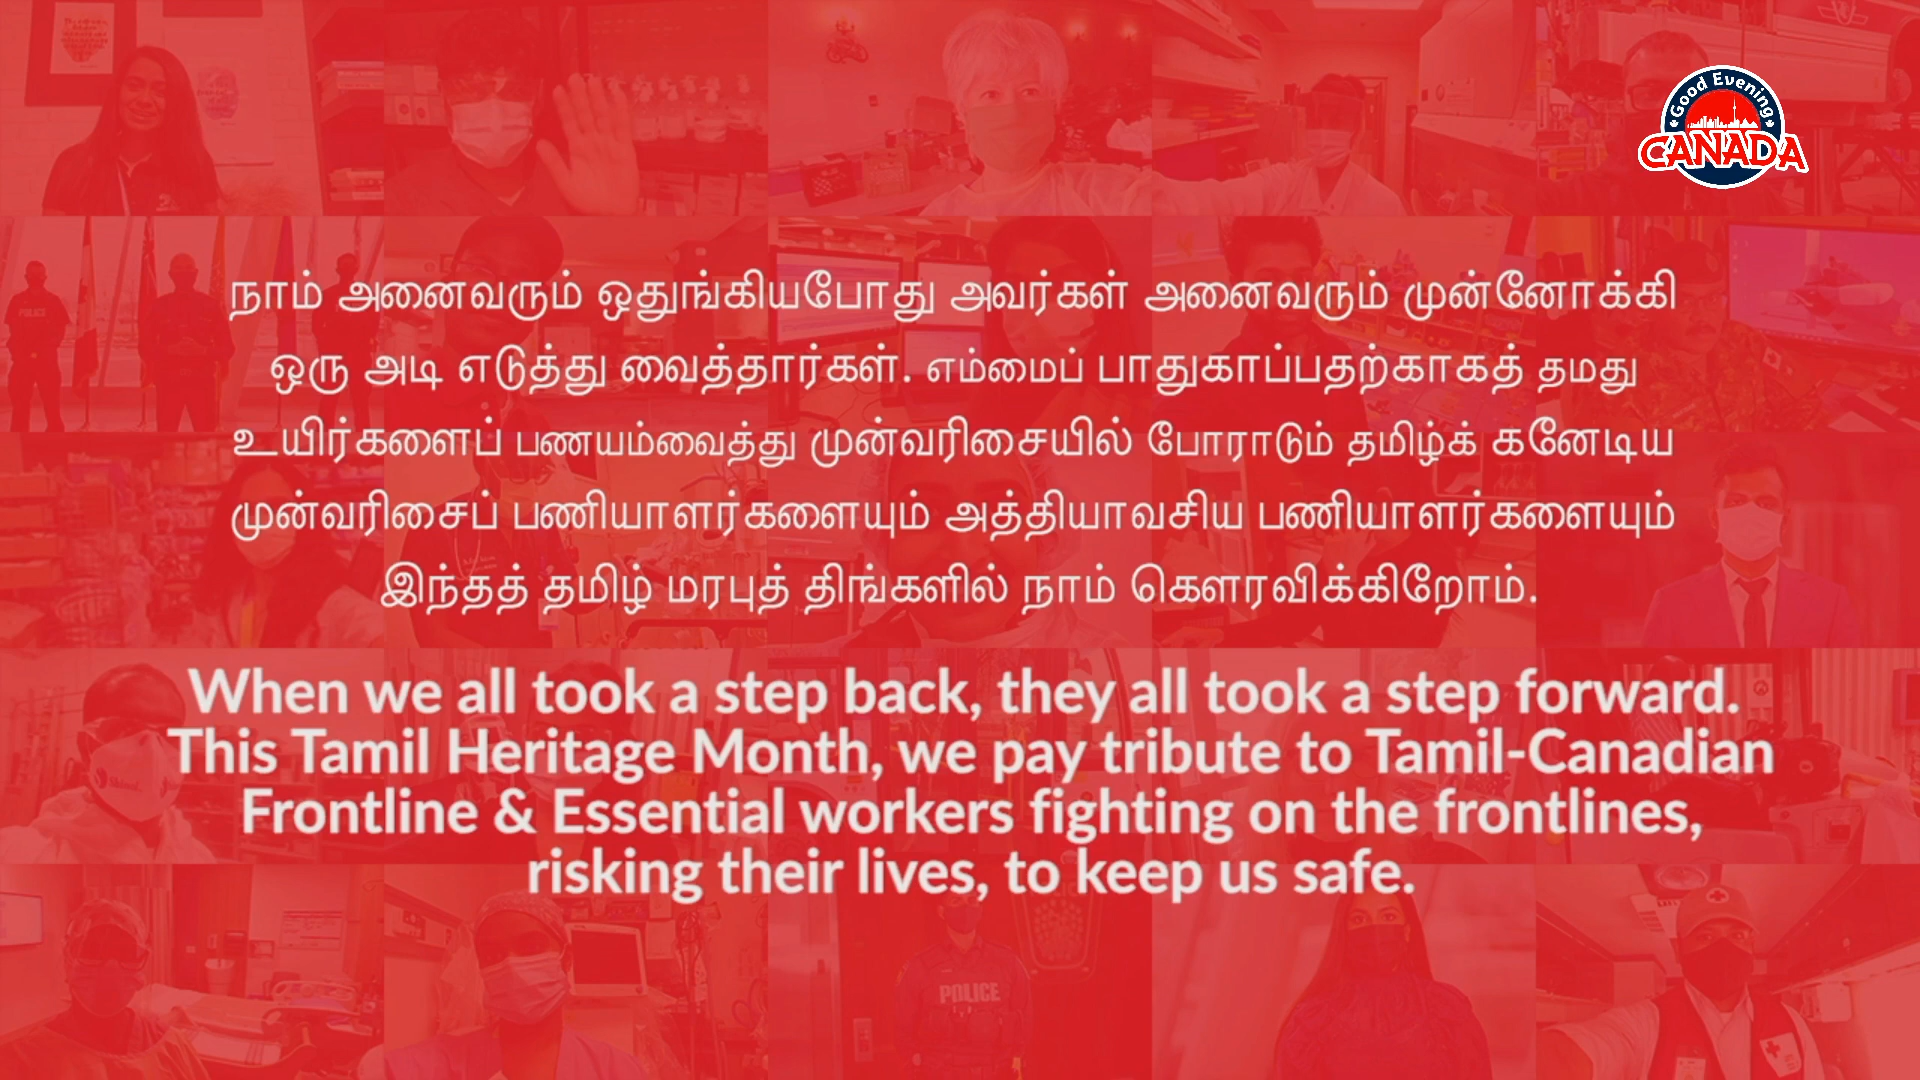 Good Evening
CANADA
நாம் அனைவரும் ஒதுங்கியபோது அவர்கள் அனைவரும் முன்னோக்கி
ஒரு அடி எடுத்து வைத்தார்கள். எம்மைப் பாதுகாப்பதற்காகத் தமது
உயிர்களைப் பணயம்வைத்து முன்வரிசையில் போராடும் தமிழ்க் கனேடிய
முன்வரிசைப் பணியாளர்களையும் அத்தியாவசிய பணியாளர்களையும்
இந்தத் தமிழ் மரபுத் திங்களில் நாம் கௌரவிக்கிறோம்.
When we all took a step back, they all took a step forward.
This Tamil Heritage Month, we pay tribute to Tamil-Canadian
Frontline & Essential workers fighting on the frontlines,
risking their lives, to keep us safe.
POLICE
POLICE